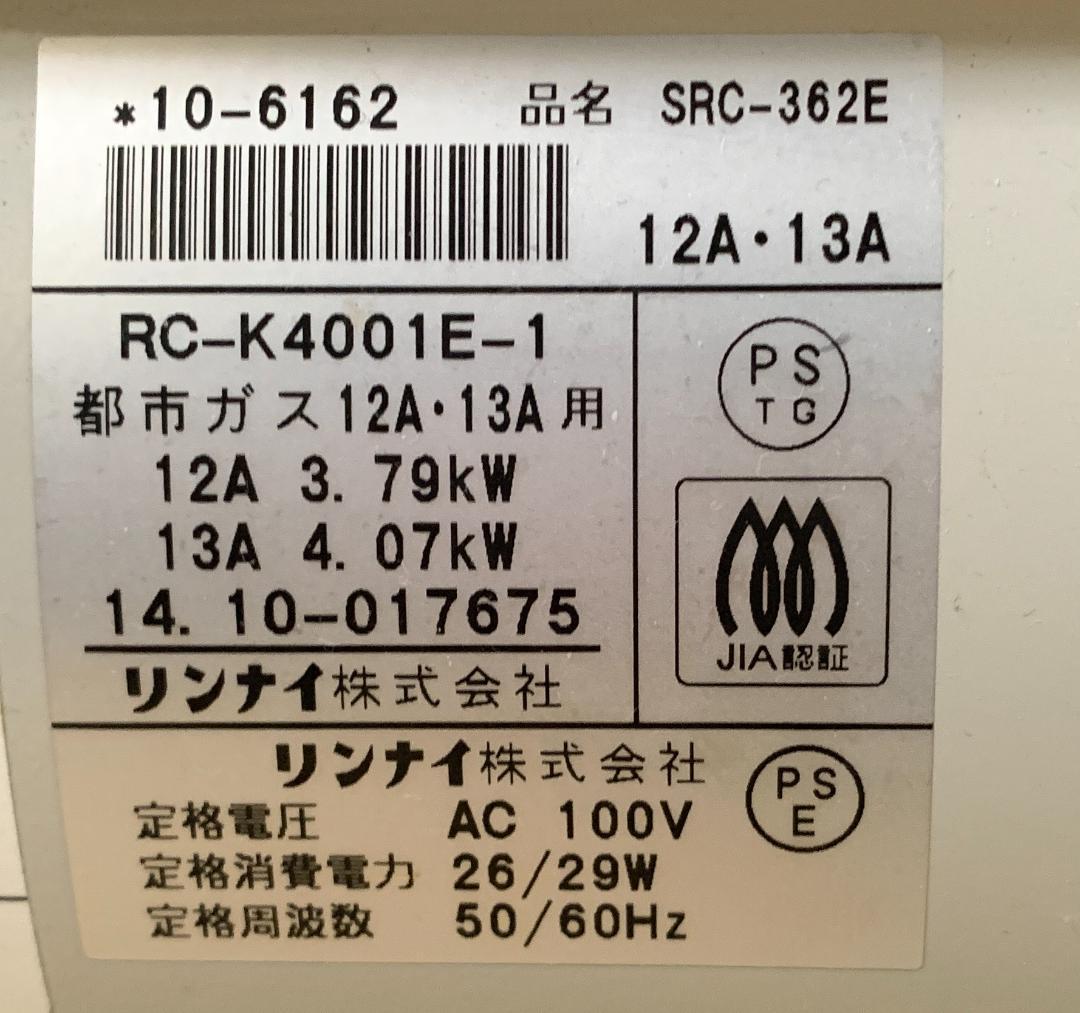 *10-6162 品名 SRC-362E
12A・13A
RC-K4001E-1
都市ガス12A・13A用
12A 3.79kW
13A 4.07kW
14.10-017675
リンナイ株式会社
PS
TG
JIA認証
リンナイ株式会社
PS
E
定格電圧 AC 100V
定格消費電力 26/29W
定格周波数 50/60Hz